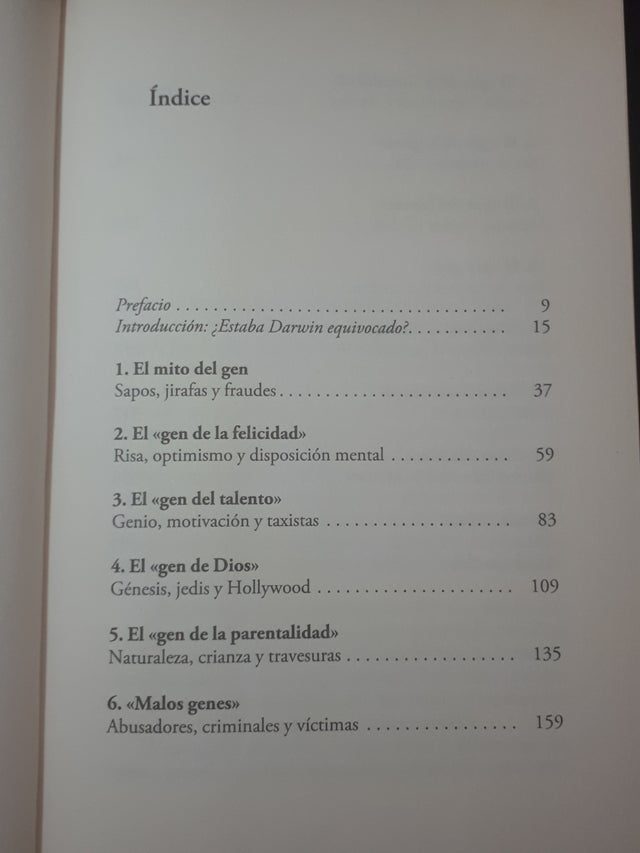 Índice
Prefacio . . . . . . . . . . . . . . . . . . . . . . . . . . . . . . . . . . . 9
Introducción: ¿Estaba Darwin equivocado?. . . . . . . . . . . 15
1. El mito del gen
Sapos, jirafas y fraudes . . . . . . . . . . . . . . . . . . . . . . . . . 37
2. El «gen de la felicidad»
Risa, optimismo y disposición mental . . . . . . . . . . . . . 59
3. El «gen del talento»
Genio, motivación y taxistas . . . . . . . . . . . . . . . . . . . . 83
4. El «gen de Dios»
Génesis, jedis y Hollywood . . . . . . . . . . . . . . . . . . . . . 109
5. El «gen de la parentalidad»
Naturaleza, crianza y travesuras . . . . . . . . . . . . . . . . . . 135
6. «Malos genes»
Abusadores, criminales y víctimas . . . . . . . . . . . . . . . . 159